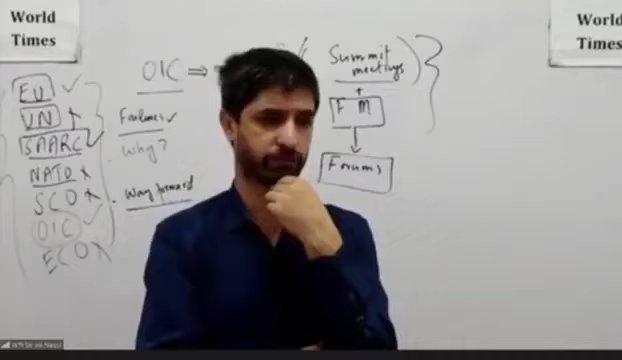 World
Times
World
Times
OIC ⇒
Summit
meetings
EU
UN
SAARC
NATO
SCO
OIC
ECO
Failures
Why?
Way forward
F M
Forums